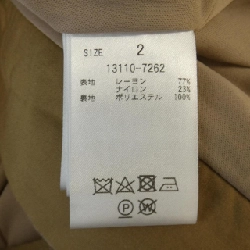 SIZE 2
13110-7262
表地 レーヨン 77%
ナイロン 23%
裏地 ポリエステル 100%